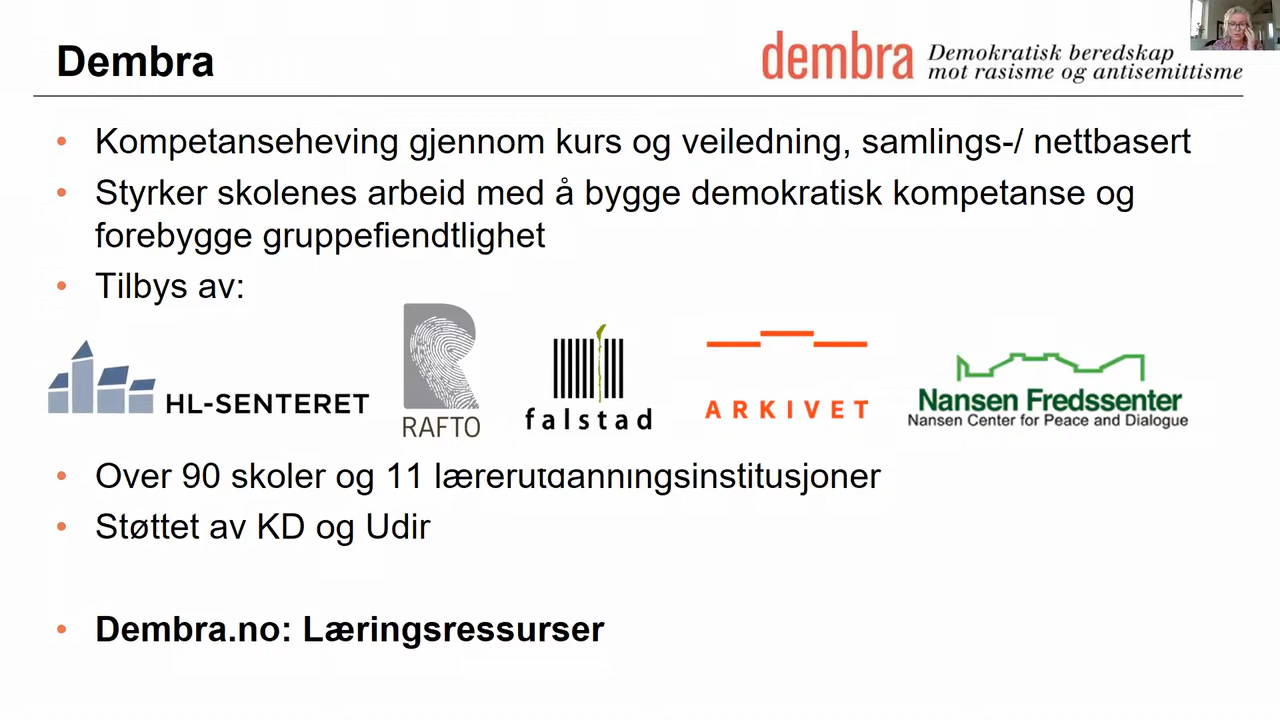 Dembra
dembra
Demokratisk beredskap
mot rasisme og antisemittisme
Kompetanseheving gjennom kurs og veiledning, samlings-/ nettbasert
Styrker skolenes arbeid med å bygge demokratisk kompetanse og
forebygge gruppefiendtlighet
Tilbys av:
HL-SENTERET
RAFTO
falstad
ARKIVET
Nansen Fredssenter
Nansen Center for Peace and Dialogue
Over 90 skoler og 11 lærerutdanningsinstitusjoner
Støttet av KD og Udir
Dembra.no: Læringsressurser